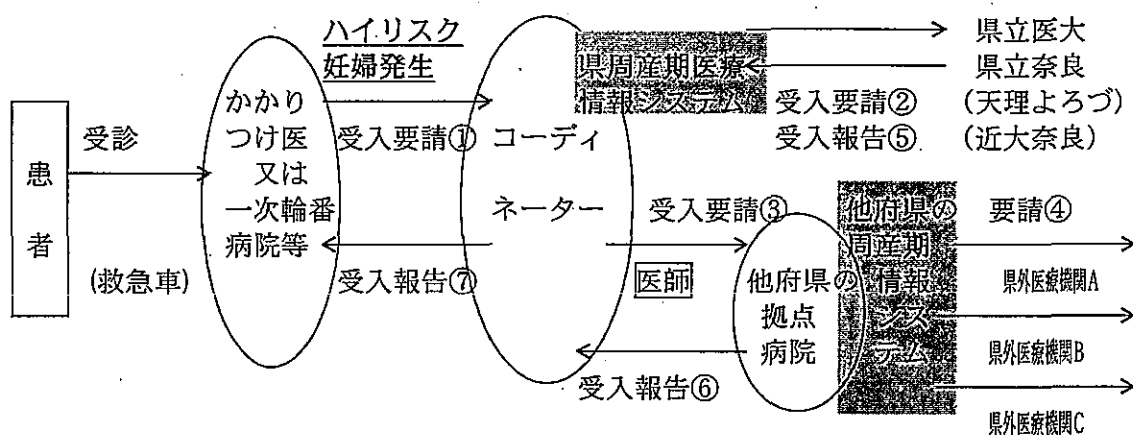 患者
受診
(救急車)
かかり
つけ医
又は
一次輪番
病院等
ハイリスク
妊婦発生
受入要請①
受入報告⑦
コーディ
ネーター
県周産期医療
情報システム
受入要請②
受入報告⑤
県立医大
県立奈良
(天理よろづ)
(近大奈良)
受入要請③
医師
受入報告⑥
他府県の
拠点
病院
他府県の
周産期
情報
シス
テム
要請④
県外医療機関A
県外医療機関B
県外医療機関C